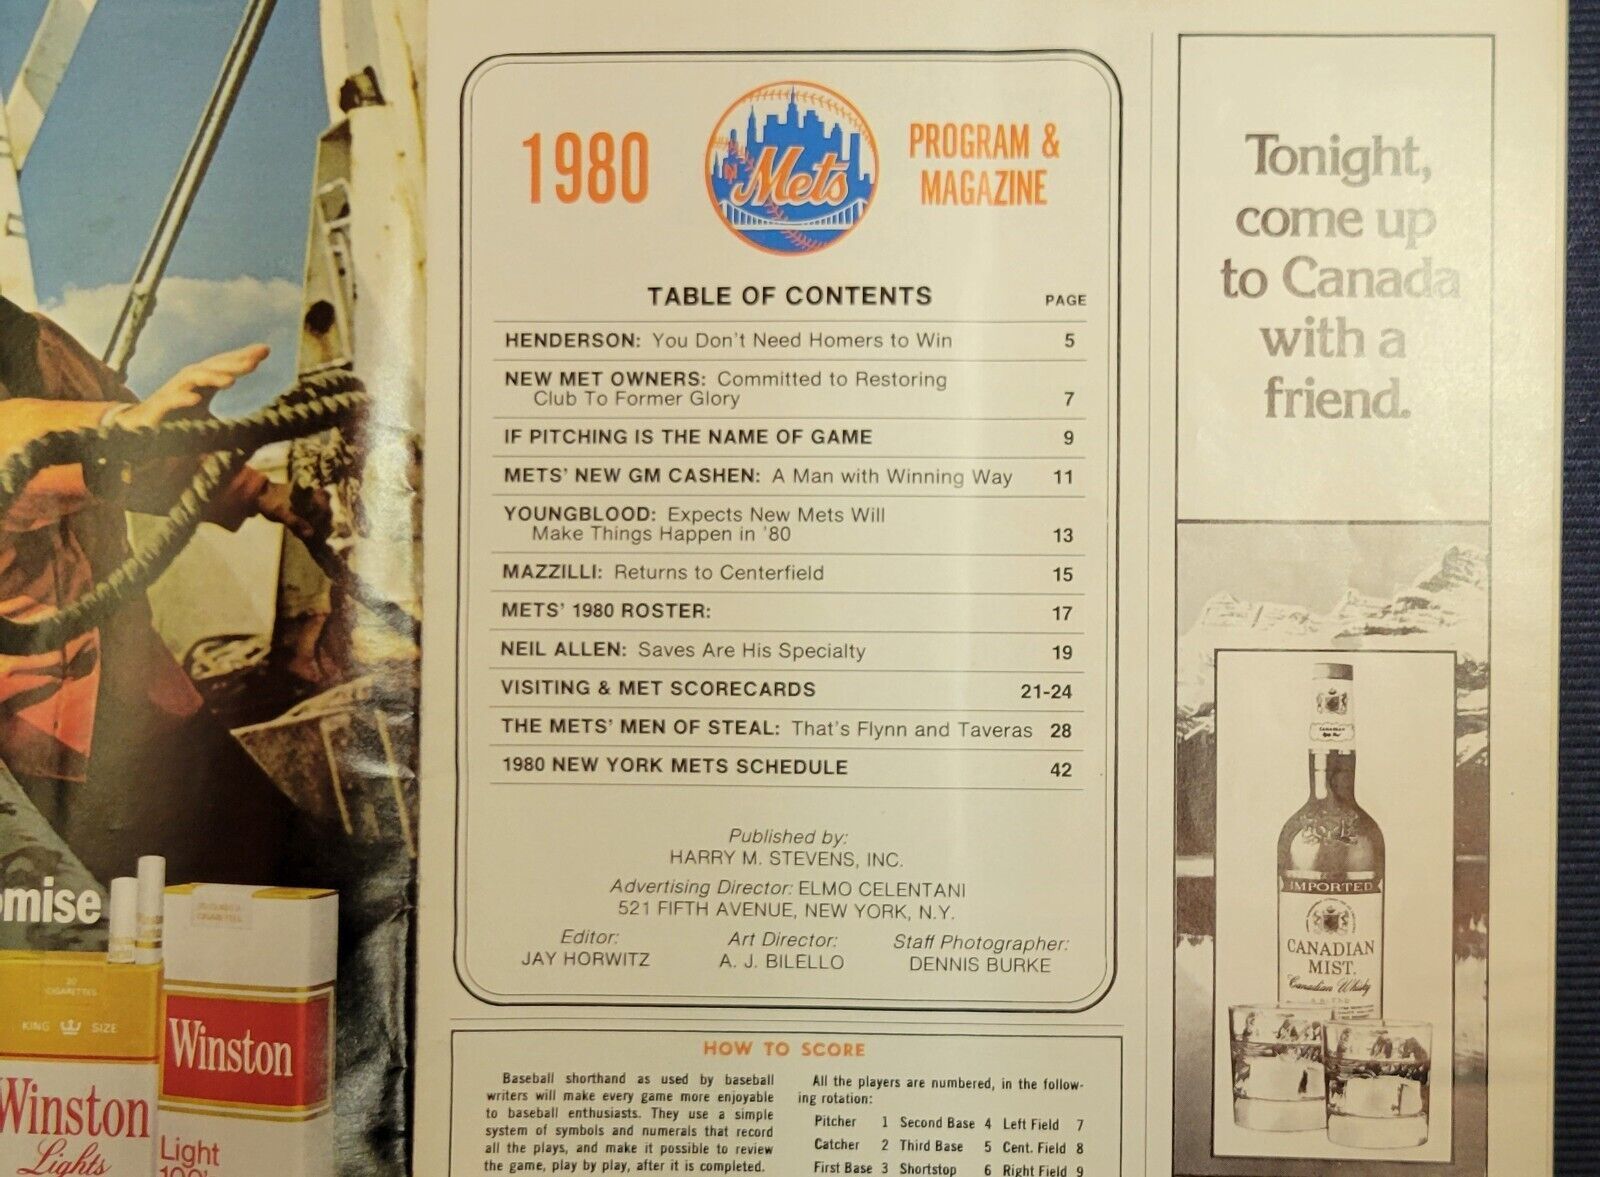 1980
Mets
PROGRAM &
MAGAZINE
TABLE OF CONTENTS PAGE
HENDERSON: You Don't Need Homers to Win 5
NEW MET OWNERS: Committed to Restoring
Club To Former Glory 7
IF PITCHING IS THE NAME OF GAME 9
METS' NEW GM CASHEN: A Man with Winning Way 11
YOUNGBLOOD: Expects New Mets Will
Make Things Happen in '80 13
MAZZILLI: Returns to Centerfield 15
METS' 1980 ROSTER: 17
NEIL ALLEN: Saves Are His Specialty 19
VISITING & MET SCORECARDS 21-24
THE METS' MEN OF STEAL: That's Flynn and Taveras 28
1980 NEW YORK METS SCHEDULE 42
Published by:
HARRY M. STEVENS, INC.
Advertising Director: ELMO CELENTANI
521 FIFTH AVENUE, NEW YORK, N.Y.
Editor:
JAY HORWITZ
Art Director:
A. J. BILELLO
Staff Photographer:
DENNIS BURKE
HOW TO SCORE
Baseball shorthand as used by baseball
writers will make every game more enjoyable
to baseball enthusiasts. They use a simple
system of symbols and numerals that record
all the plays, and make it possible to review
the game, play by play, after it is completed.
All the players are numbered, in the follow-
ing rotation:
Pitcher 1 Second Base 4 Left Field 7
Catcher 2 Third Base 5 Cent. Field 8
First Base 3 Shortstop 6 Right Field 9
Tonight,
come up
to Canada
with a
friend.
CANADIAN
IMPORTED
CANADIAN
MIST.
Canadian Whisky
A BLEND
omise
20
CIGARETTES
KING SIZE
Winston
Lights
Winston
Light
100's